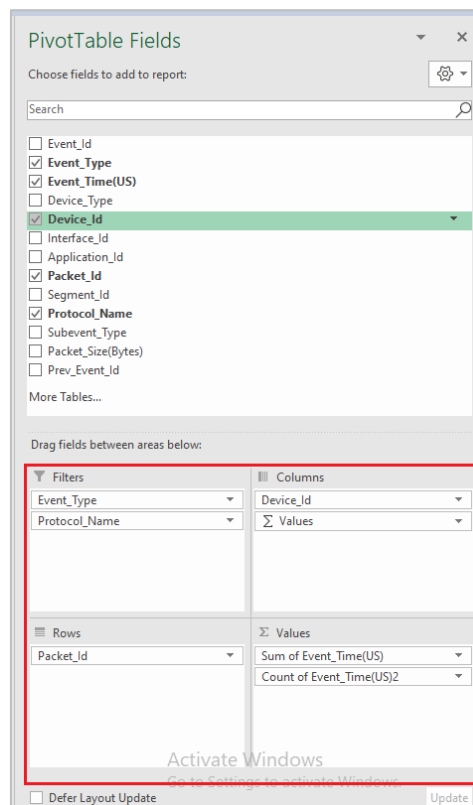 PivotTable Fields
Choose fields to add to report:
Search
Event_Id
Event_Type
Event_Time(US)
Device_Type
Device_Id
Interface_Id
Application_Id
Packet_Id
Segment_Id
Protocol_Name
Subevent_Type
Packet_Size(Bytes)
Prev_Event_Id
More Tables...
Drag fields between areas below:
Filters
Event_Type
Protocol_Name
Columns
Device_Id
Σ Values
Rows
Packet_Id
Σ Values
Sum of Event_Time(US)
Count of Event_Time(US)2
Activate Windows
Go to Settings to activate Windows.
Defer Layout Update
Update